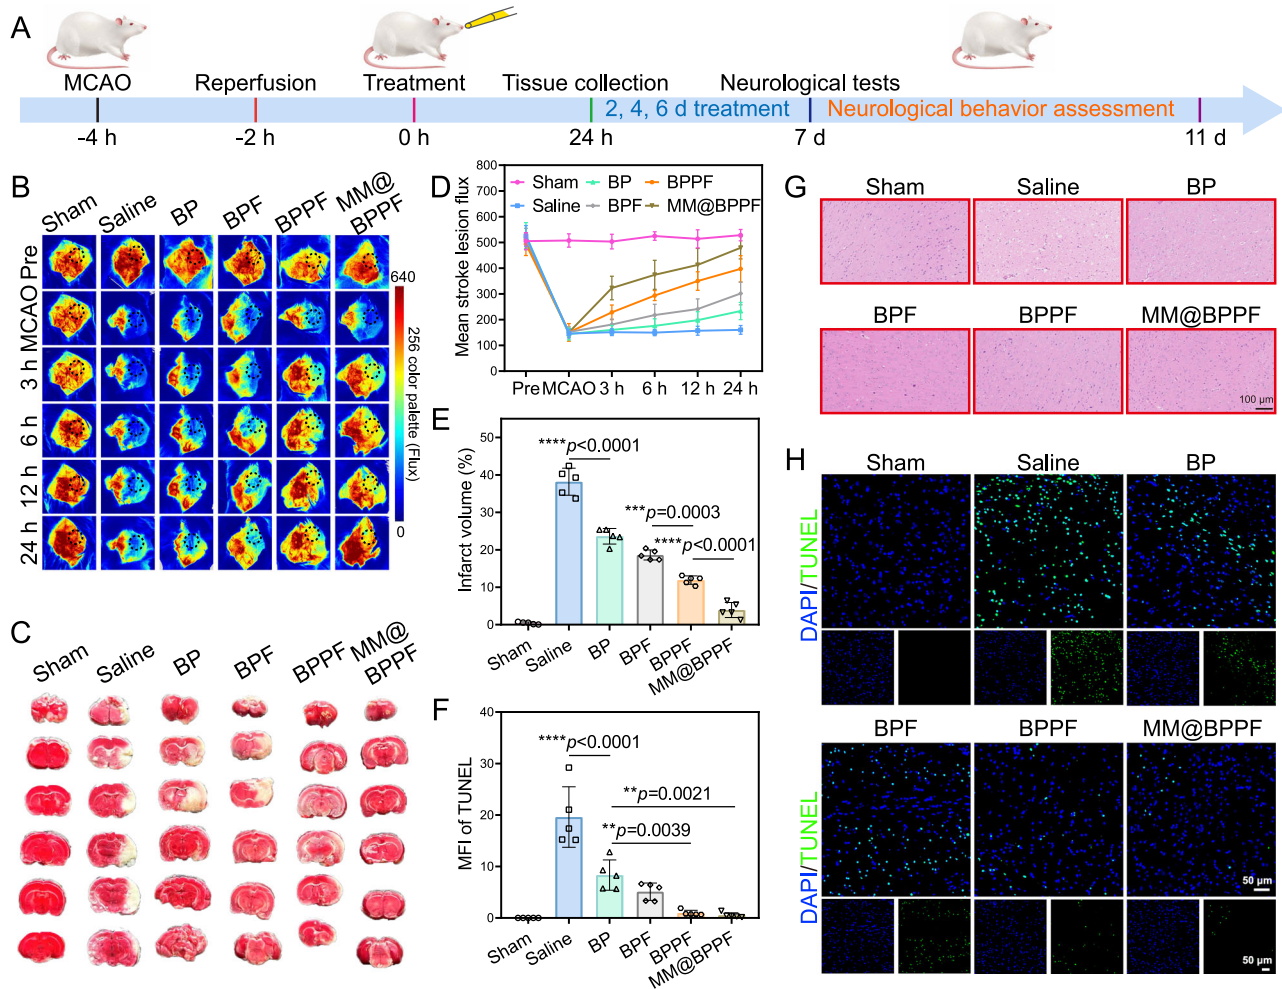 A
MCAO
Reperfusion
Treatment
Tissue collection
Neurological tests
2, 4, 6 d treatment
Neurological behavior assessment
-4 h
-2 h
0 h
24 h
7 d
11 d
B
Sham
Saline
BP
BPF
BPPF
MM@
BPPF
Pre
MCAO
3 h
6 h
12 h
24 h
640
256 color palette (Flux)
0
C
Sham
Saline
BP
BPF
BPPF
MM@
BPPF
D
Mean stroke lesion flux
800
700
600
500
400
300
200
100
0
Sham
BP
BPPF
Saline
BPF
MM@BPPF
Pre
MCAO
3 h
6 h
12 h
24 h
E
Infarct volume (%)
50
40
30
20
10
0
****p<0.0001
***p=0.0003
****p<0.0001
Sham
Saline
BP
BPF
BPPF
MM@BPPF
F
MFI of TUNEL
40
30
20
10
0
****p<0.0001
**p=0.0021
**p=0.0039
Sham
Saline
BP
BPF
BPPF
MM@BPPF
G
Sham
Saline
BP
BPF
BPPF
MM@BPPF
100 μm
H
Sham
Saline
BP
DAPI/TUNEL
BPF
BPPF
MM@BPPF
DAPI/TUNEL
50 μm
50 μm